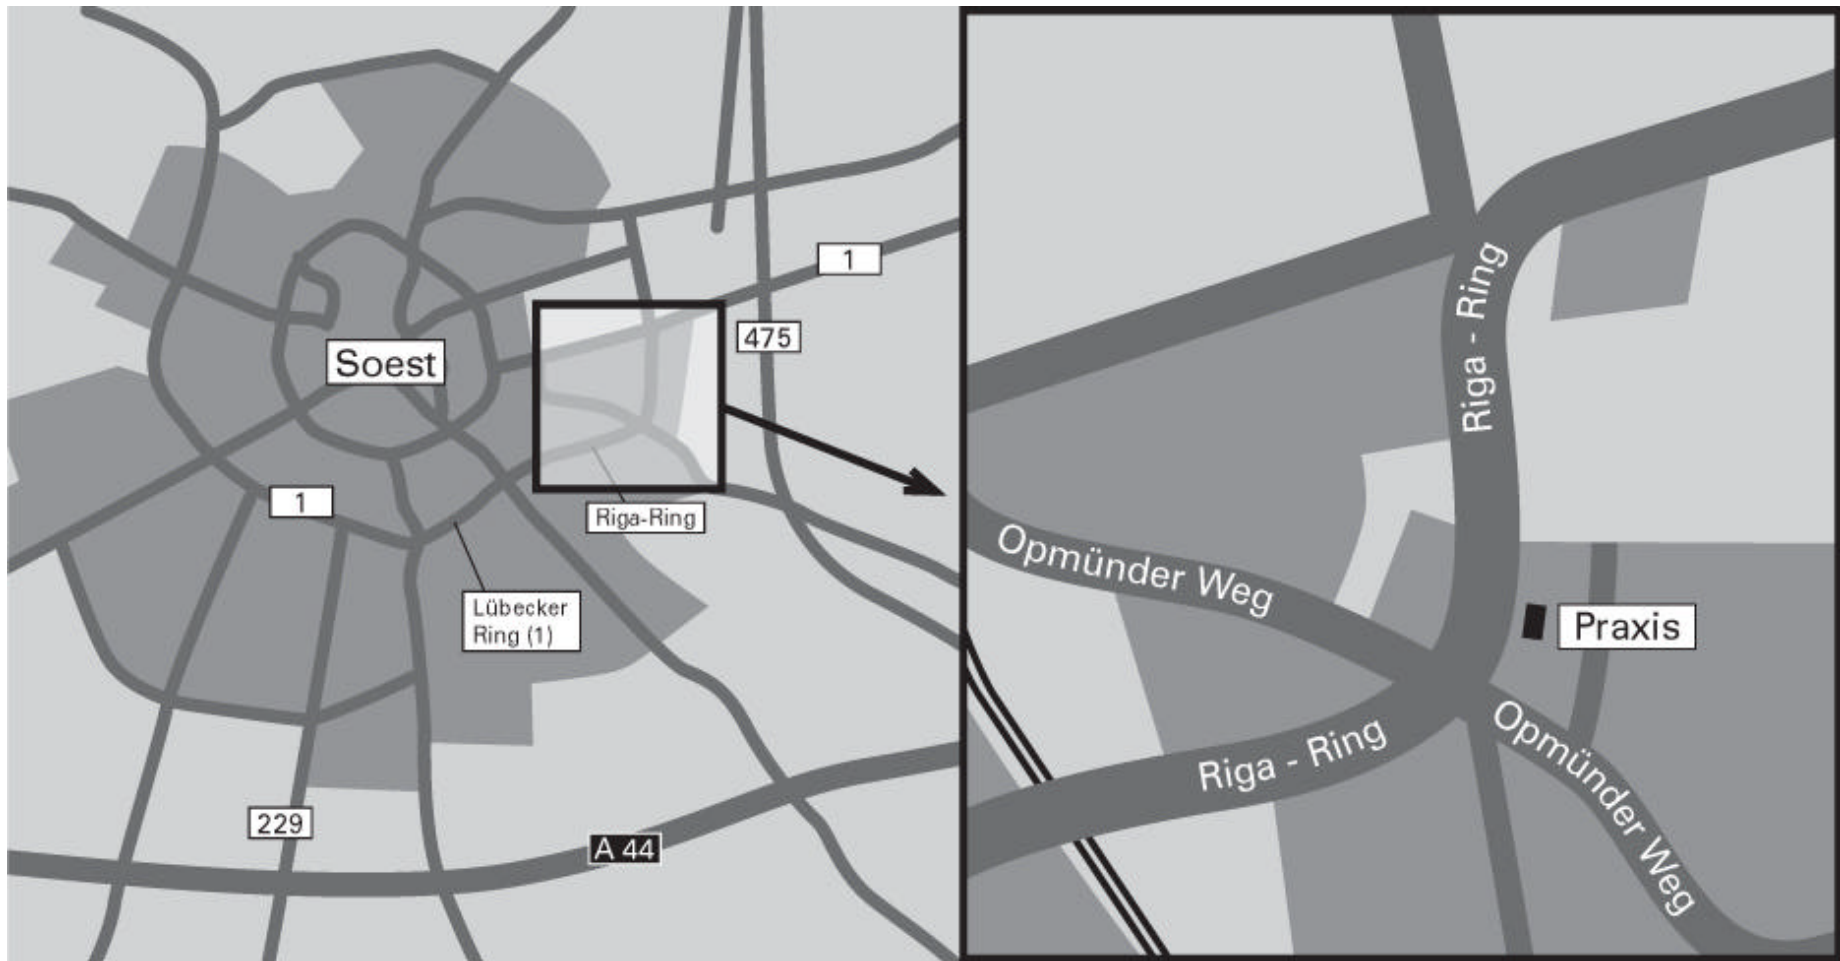 1
475
Soest
1
Riga-Ring
Lübecker
Ring (1)
229
A 44
Riga - Ring
Opmünder Weg
Praxis
Riga - Ring
Opmünder Weg